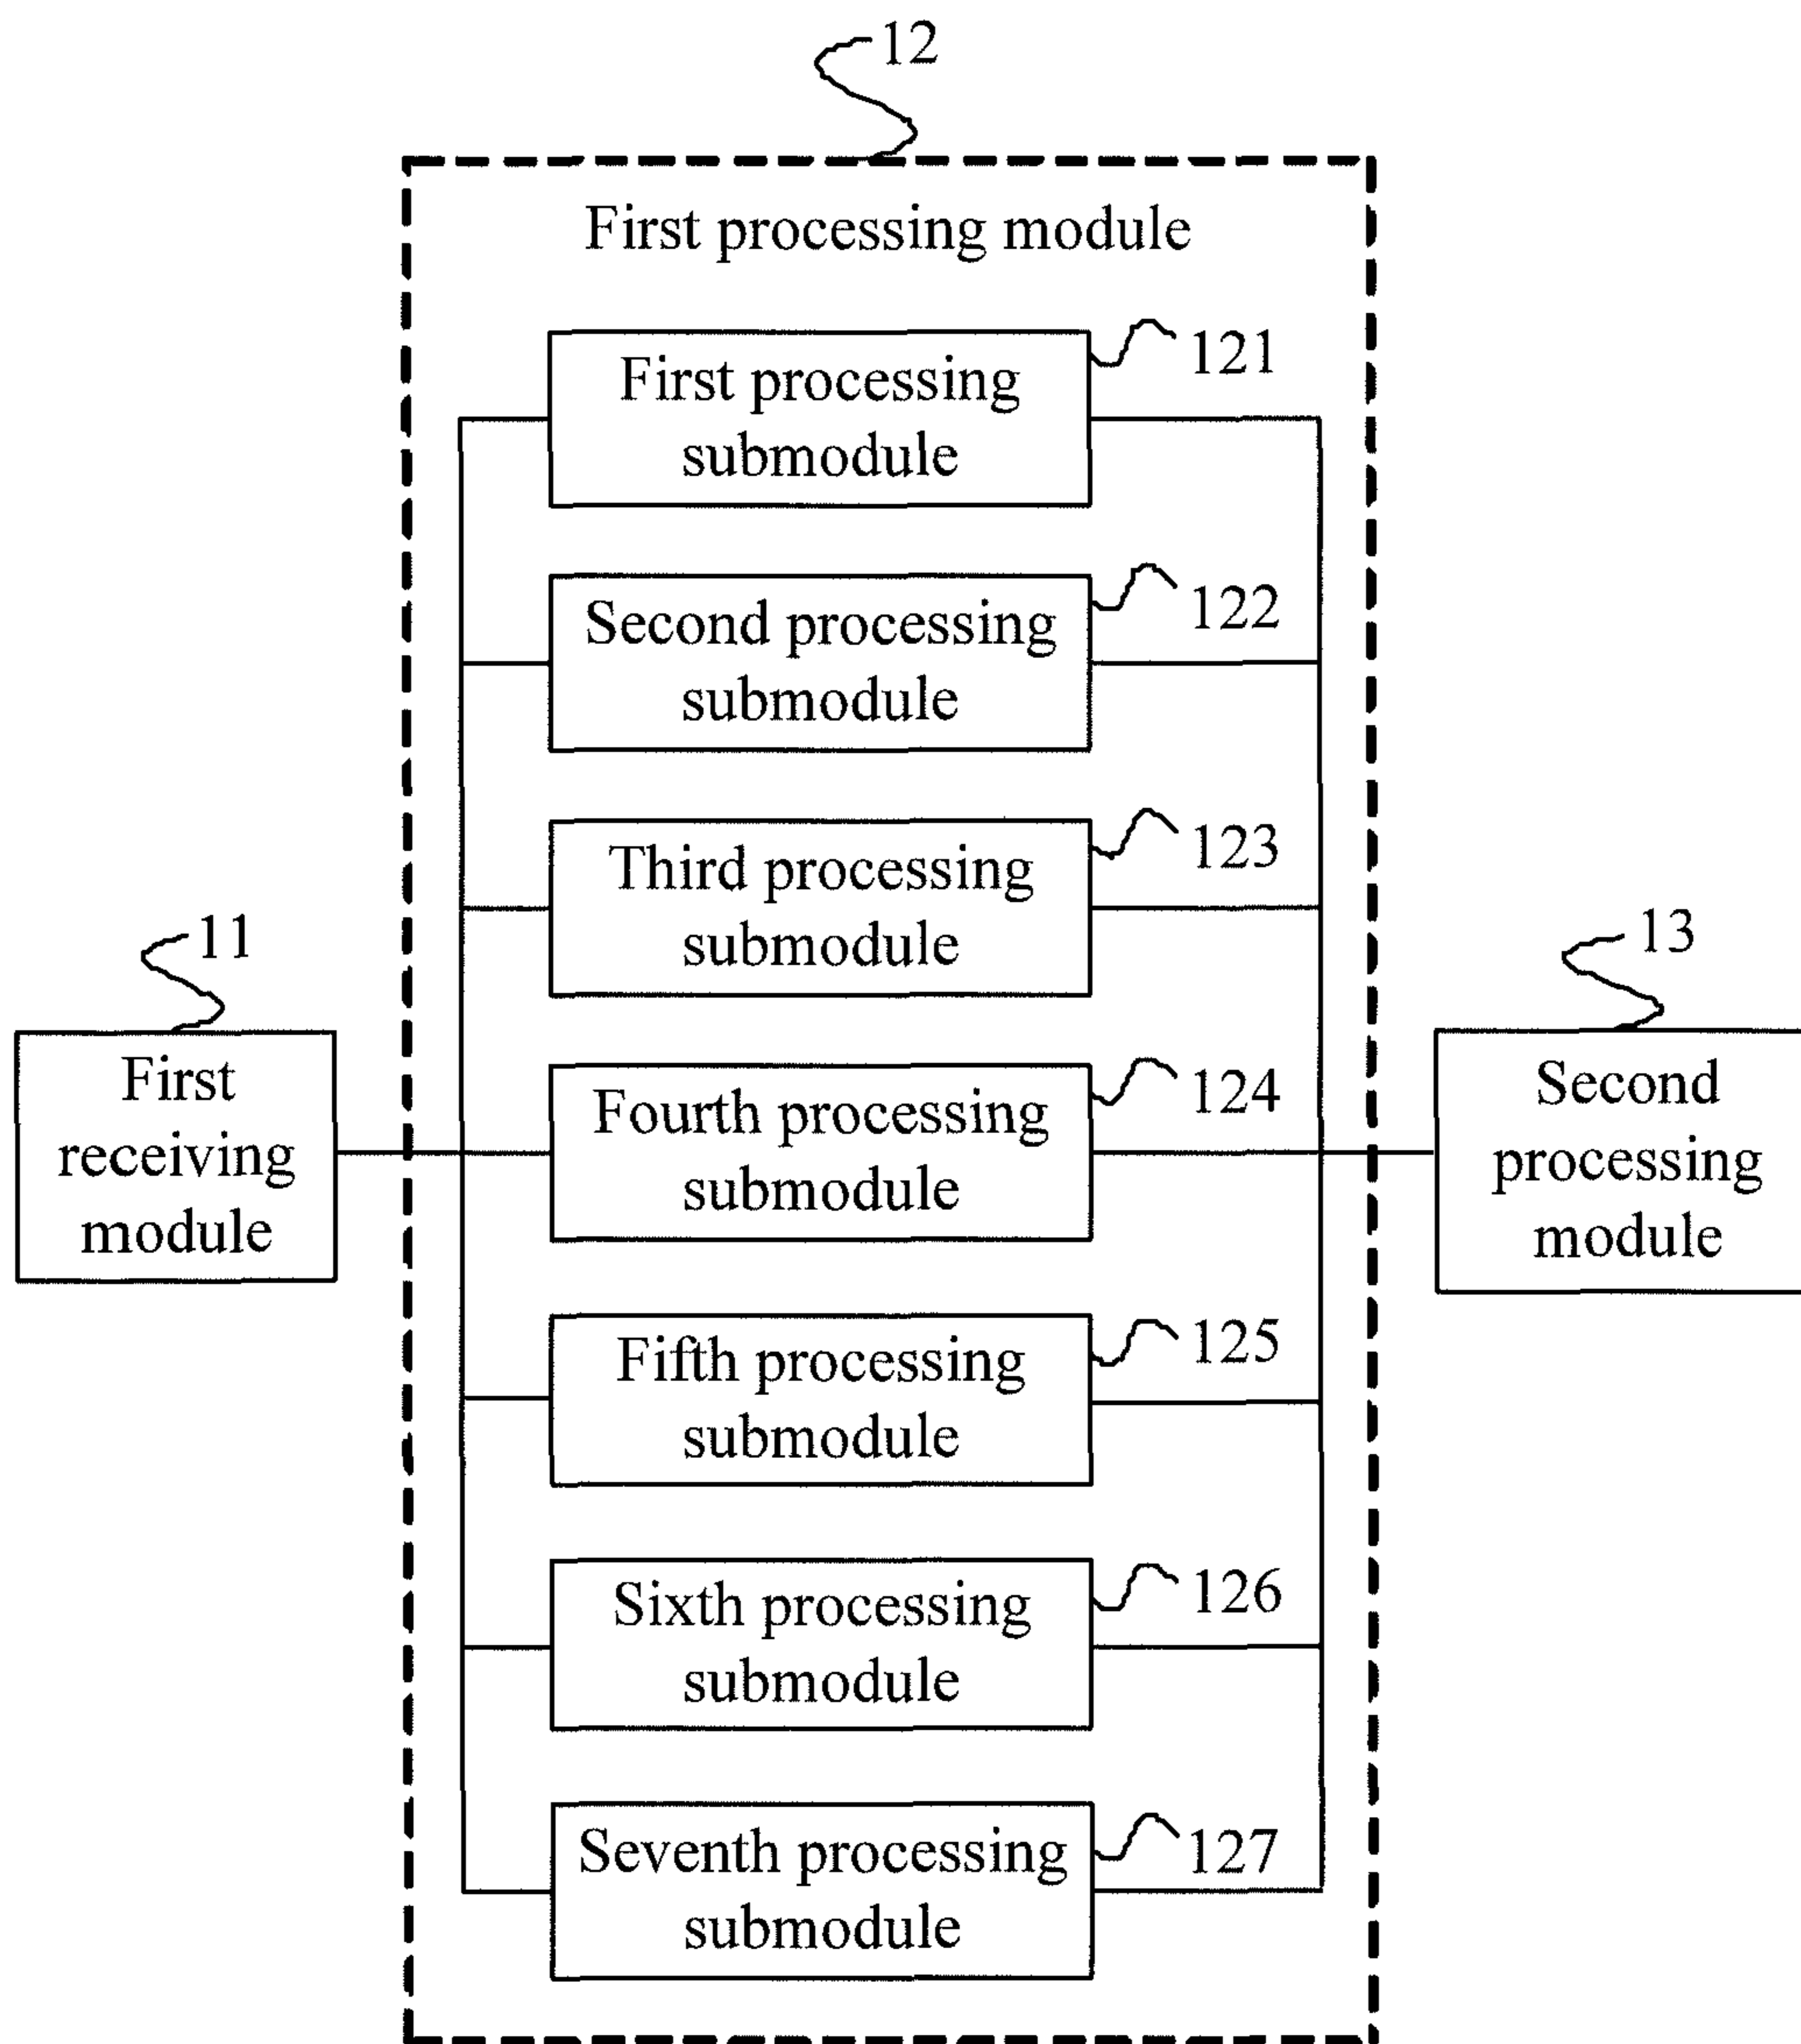 12
First processing module
121
First processing
submodule
122
Second processing
submodule
123
Third processing
submodule
11
First
receiving
module
124
Fourth processing
submodule
13
Second
processing
module
125
Fifth processing
submodule
126
Sixth processing
submodule
127
Seventh processing
submodule